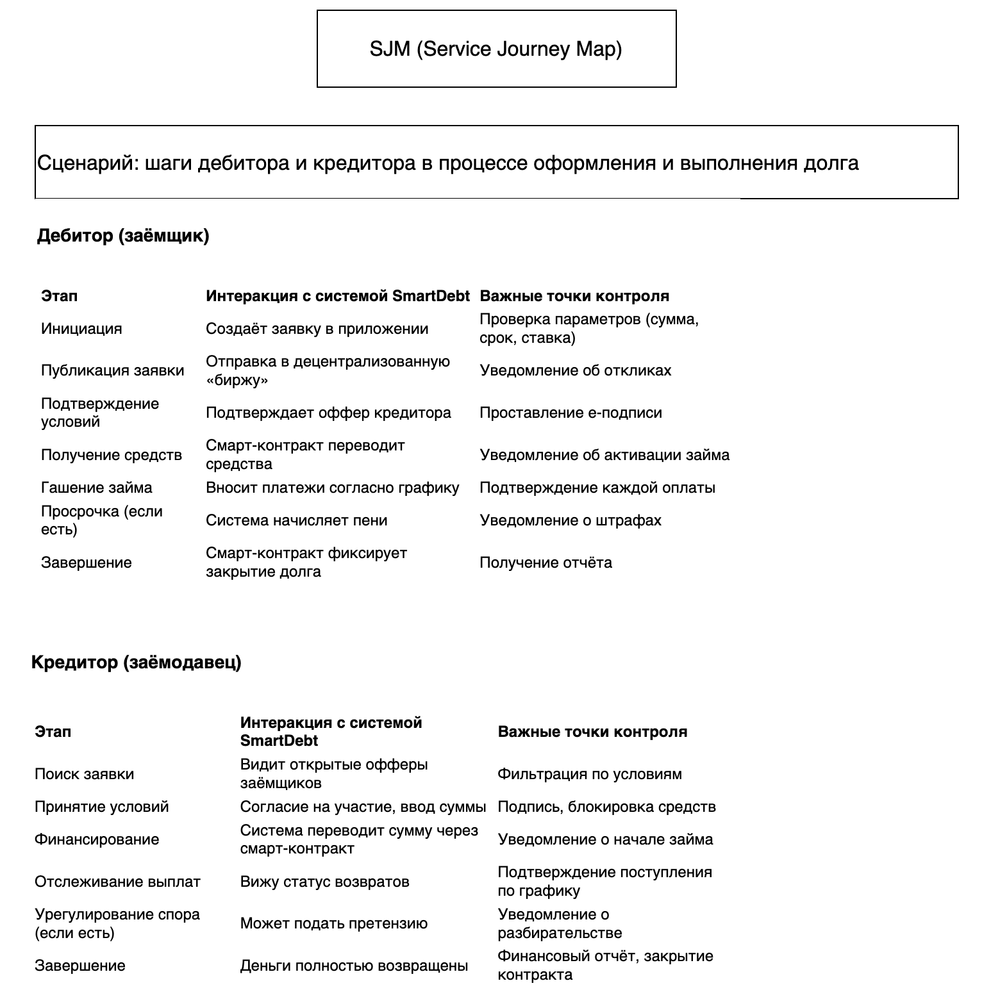 SJM (Service Journey Map)
Сценарий: шаги дебитора и кредитора в процессе оформления и выполнения долга
Дебитор (заёмщик)
Этап Интеракция с системой SmartDebt Важные точки контроля
Инициация Создаёт заявку в приложении Проверка параметров (сумма,
срок, ставка)
Публикация заявки Отправка в децентрализованную
«биржу» Уведомление об откликах
Подтверждение
условий Подтверждает оффер кредитора Проставление е-подписи
Получение средств Смарт-контракт переводит
средства Уведомление об активации займа
Гашение займа Вносит платежи согласно графику Подтверждение каждой оплаты
Просрочка (если
есть) Система начисляет пени Уведомление о штрафах
Завершение Смарт-контракт фиксирует
закрытие долга Получение отчёта
Кредитор (заёмодавец)
Этап Интеракция с системой
SmartDebt Важные точки контроля
Поиск заявки Видит открытые офферы
заёмщиков Фильтрация по условиям
Принятие условий Согласие на участие, ввод суммы Подпись, блокировка средств
Финансирование Система переводит сумму через
смарт-контракт Уведомление о начале займа
Отслеживание выплат Вижу статус возвратов Подтверждение поступления
по графику
Урегулирование спора
(если есть) Может подать претензию Уведомление о
разбирательстве
Завершение Деньги полностью возвращены Финансовый отчёт, закрытие
контракта